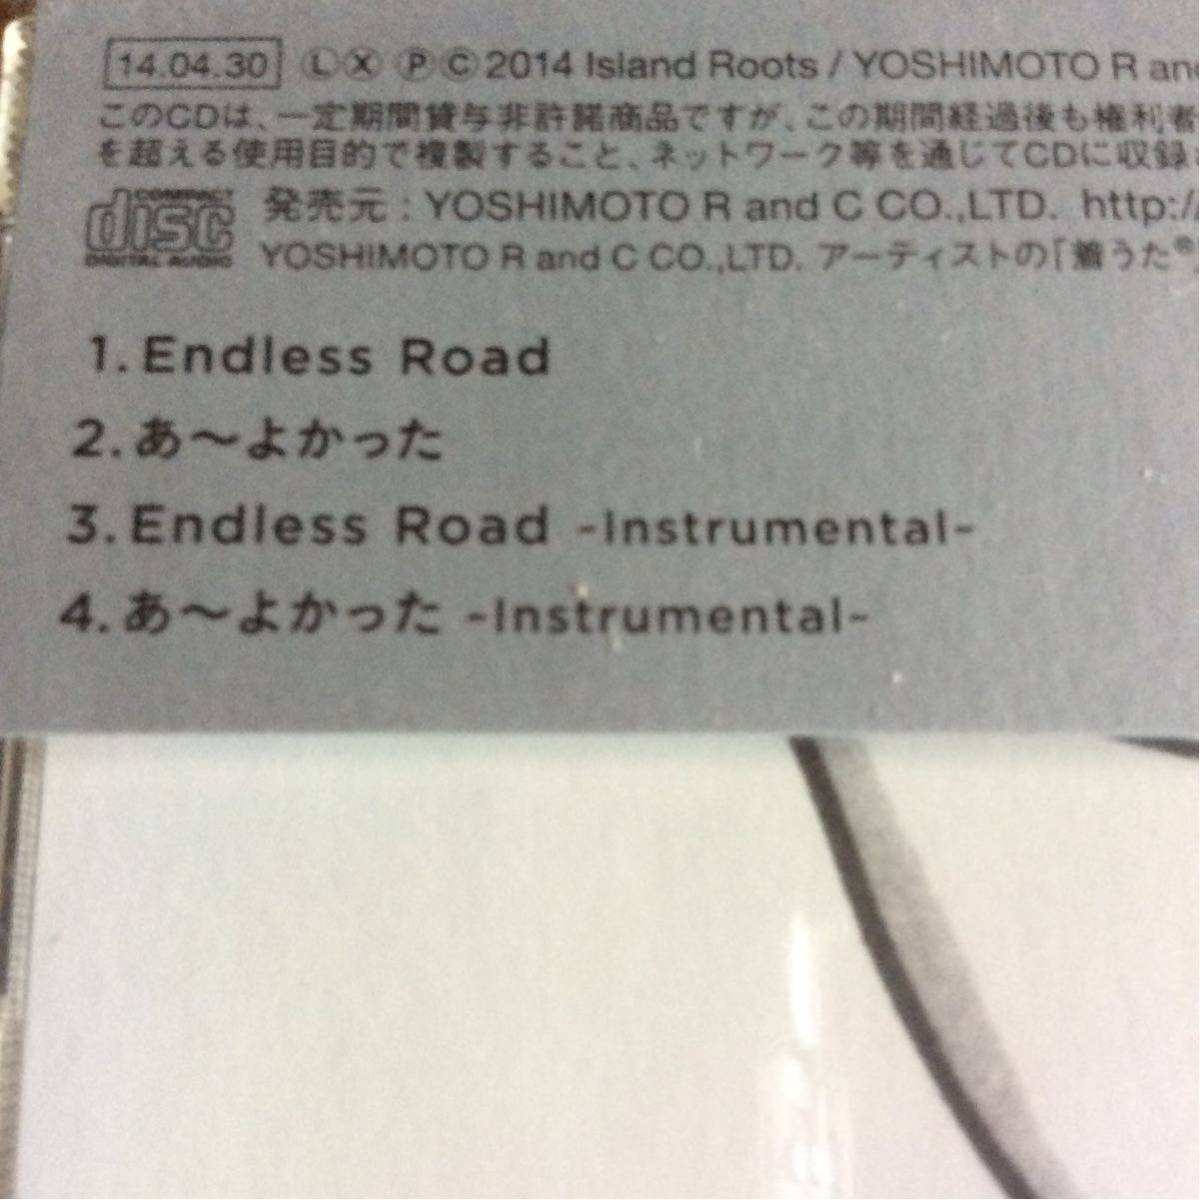 14.04.30 Ⓛ Ⓧ Ⓟ Ⓒ 2014 Island Roots / YOSHIMOTO R and
このCDは、一定期間貸与非許諾商品ですが、この期間経過後も権利者
を超える使用目的で複製すること、ネットワーク等を通じてCDに収録
COMPACT
disc
DIGITAL AUDIO
発売元 : YOSHIMOTO R and C CO.,LTD. http:/
YOSHIMOTO R and C CO.,LTD. アーティストの「着うた®
1. Endless Road
2. あ〜よかった
3. Endless Road -Instrumental-
4. あ〜よかった -Instrumental-